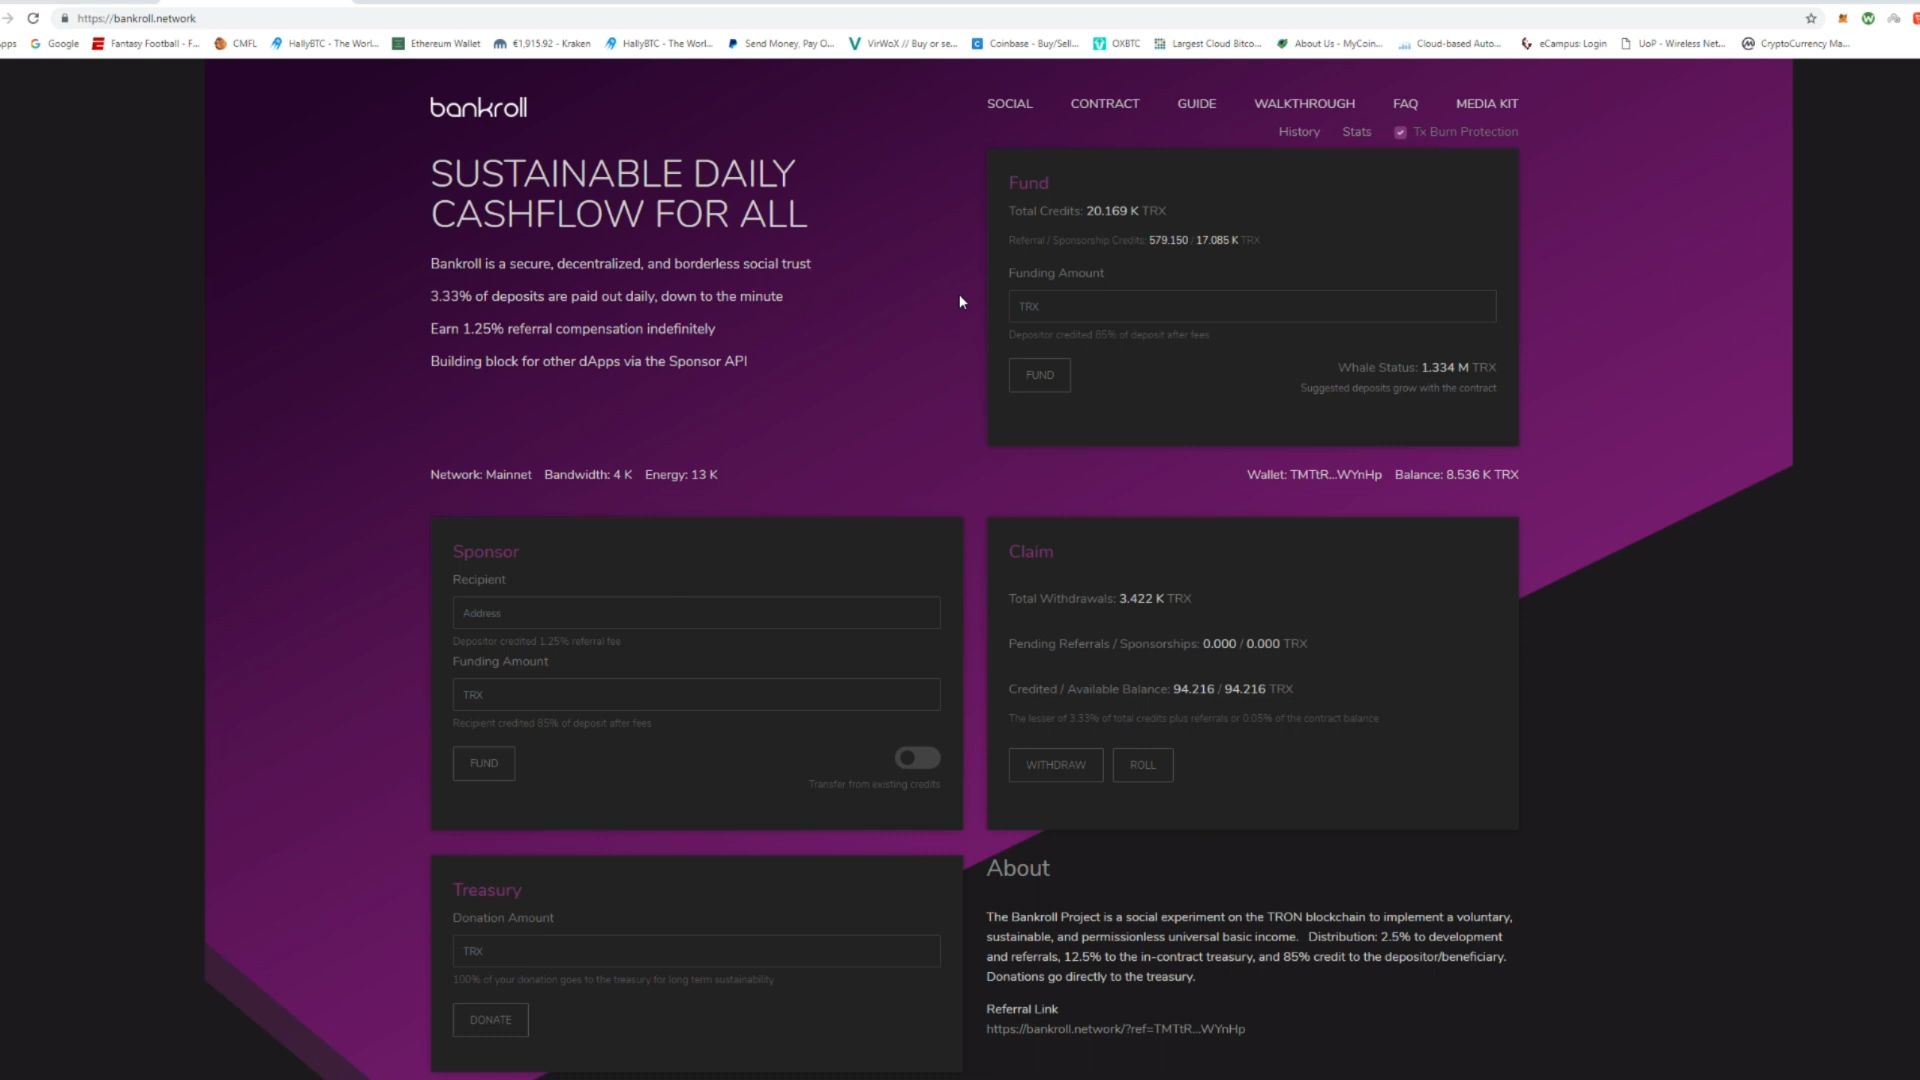 https://bankroll.network
pps Google Fantasy Football - F... CMFL HallyBTC - The Worl... Ethereum Wallet €1,915.92 - Kraken HallyBTC - The Worl... Send Money, Pay O... VirWoX // Buy or se... Coinbase - Buy/Sell... OXBTC Largest Cloud Bitco... About Us - MyCoin... Cloud-based Auto... eCampus: Login UoP - Wireless Net... CryptoCurrency Ma...
bankroll
SOCIAL CONTRACT GUIDE WALKTHROUGH FAQ MEDIA KIT
History Stats Tx Burn Protection
SUSTAINABLE DAILY
CASHFLOW FOR ALL
Bankroll is a secure, decentralized, and borderless social trust
3.33% of deposits are paid out daily, down to the minute
Earn 1.25% referral compensation indefinitely
Building block for other dApps via the Sponsor API
Fund
Total Credits: 20.169 K TRX
Referral / Sponsorship Credits: 579.150 / 17.085 K TRX
Funding Amount
TRX
Depositor credited 85% of deposit after fees
FUND
Whale Status: 1.334 M TRX
Suggested deposits grow with the contract
Network: Mainnet Bandwidth: 4 K Energy: 13 K
Wallet: TMTtR...WYnHp Balance: 8.536 K TRX
Sponsor
Recipient
Address
Depositor credited 1.25% referral fee
Funding Amount
TRX
Recipient credited 85% of deposit after fees
FUND
Transfer from existing credits
Claim
Total Withdrawals: 3.422 K TRX
Pending Referrals / Sponsorships: 0.000 / 0.000 TRX
Credited / Available Balance: 94.216 / 94.216 TRX
The lesser of 3.33% of total credits plus referrals or 0.05% of the contract balance
WITHDRAW ROLL
Treasury
Donation Amount
TRX
100% of your donation goes to the treasury for long term sustainability
DONATE
About
The Bankroll Project is a social experiment on the TRON blockchain to implement a voluntary,
sustainable, and permissionless universal basic income. Distribution: 2.5% to development
and referrals, 12.5% to the in-contract treasury, and 85% credit to the depositor/beneficiary.
Donations go directly to the treasury.
Referral Link
https://bankroll.network/?ref=TMTtR...WYnHp